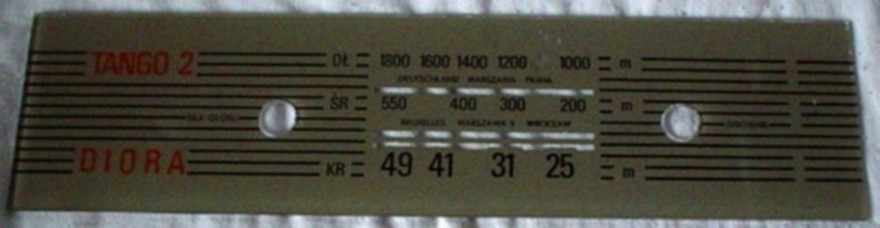 TANGO 2 DŁ 1800 1600 1400 1200 1000 m
DEUTSCHLAND WARSZAWA PRAHA
ŚR 550 400 300 200 m
BRUXELLES WARSZAWA II WROCŁAW
DIORA KR 49 41 31 25 m